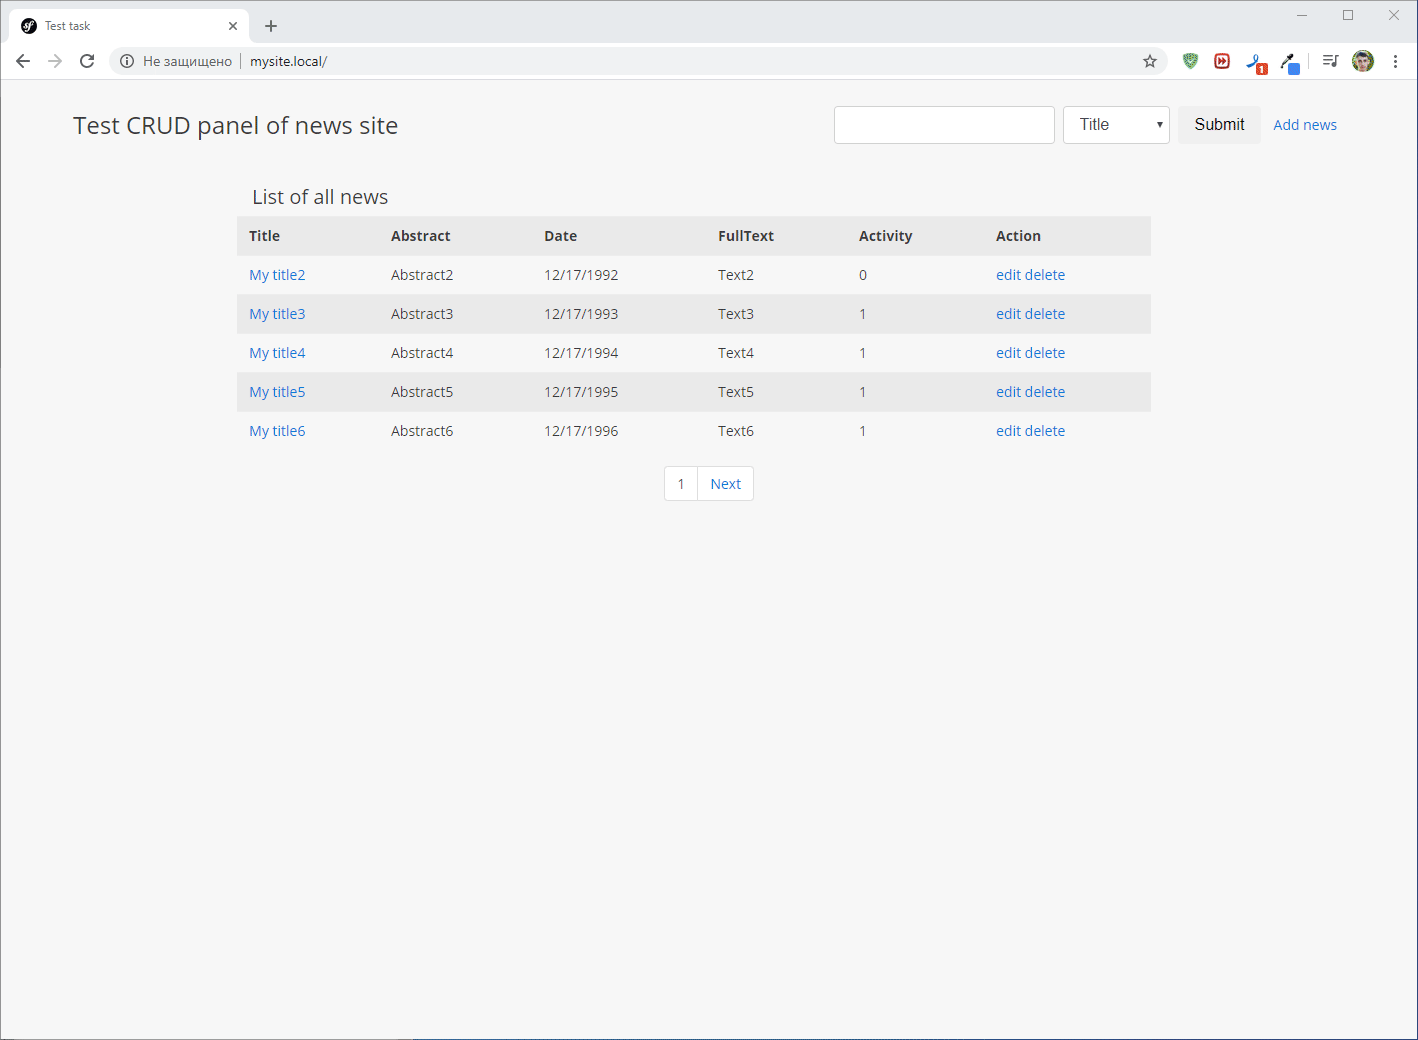 sf Test task
Не защищено mysite.local/
1
Test CRUD panel of news site Title Submit Add news
List of all news
Title Abstract Date FullText Activity Action
My title2 Abstract2 12/17/1992 Text2 0 edit delete
My title3 Abstract3 12/17/1993 Text3 1 edit delete
My title4 Abstract4 12/17/1994 Text4 1 edit delete
My title5 Abstract5 12/17/1995 Text5 1 edit delete
My title6 Abstract6 12/17/1996 Text6 1 edit delete
1 Next